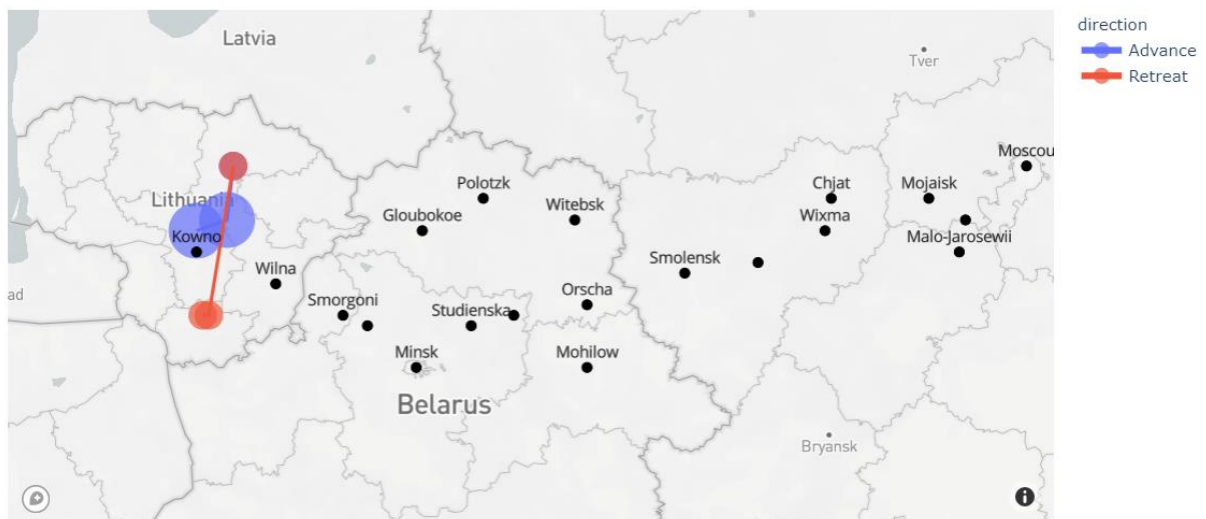 direction
Advance
Retreat
Latvia
Tver
Moscou
Polotzk
Chjat
Mojaisk
Lithuania
Gloubokoe
Witebsk
Wixma
Kowno
Malo-Jarosewii
Smolensk
Wilna
ad
Smorgoni
Studienska
Orscha
Minsk
Mohilow
Belarus
Bryansk
i